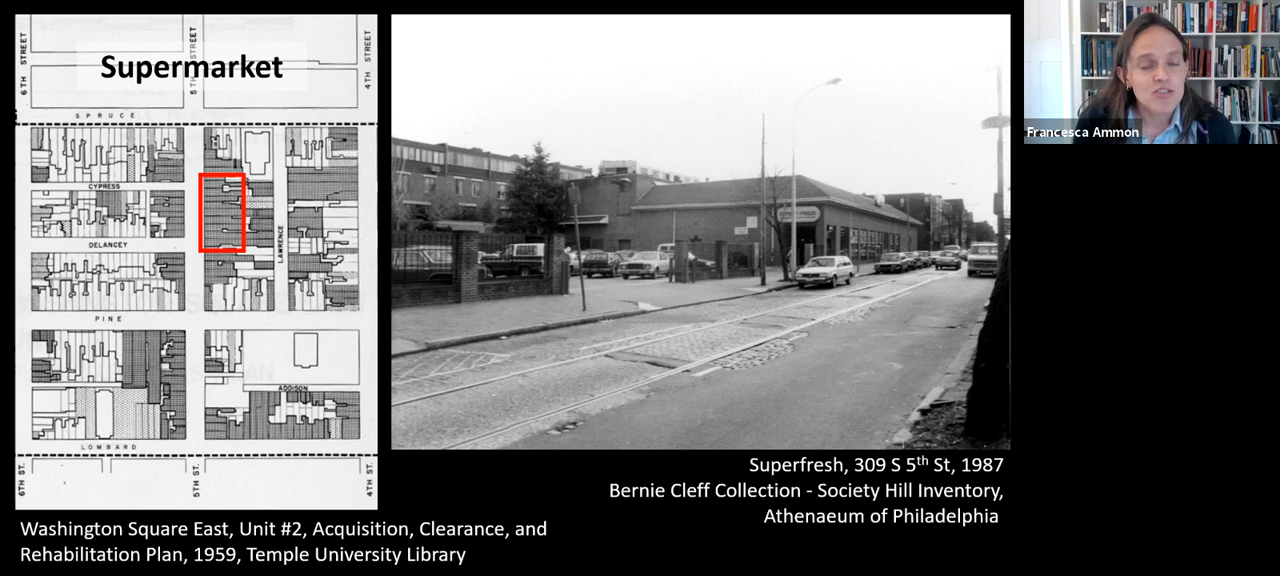 Supermarket
6TH STREET
5TH STREET
4TH STREET
SPRUCE
CYPRESS
DELANCEY
LAWRENCE
PINE
ADDISON
LOMBARD
6TH ST.
5TH ST.
4TH ST.
Washington Square East, Unit #2, Acquisition, Clearance, and
Rehabilitation Plan, 1959, Temple University Library
Superfresh, 309 S 5th St, 1987
Bernie Cleff Collection - Society Hill Inventory,
Athenaeum of Philadelphia
Francesca Ammon